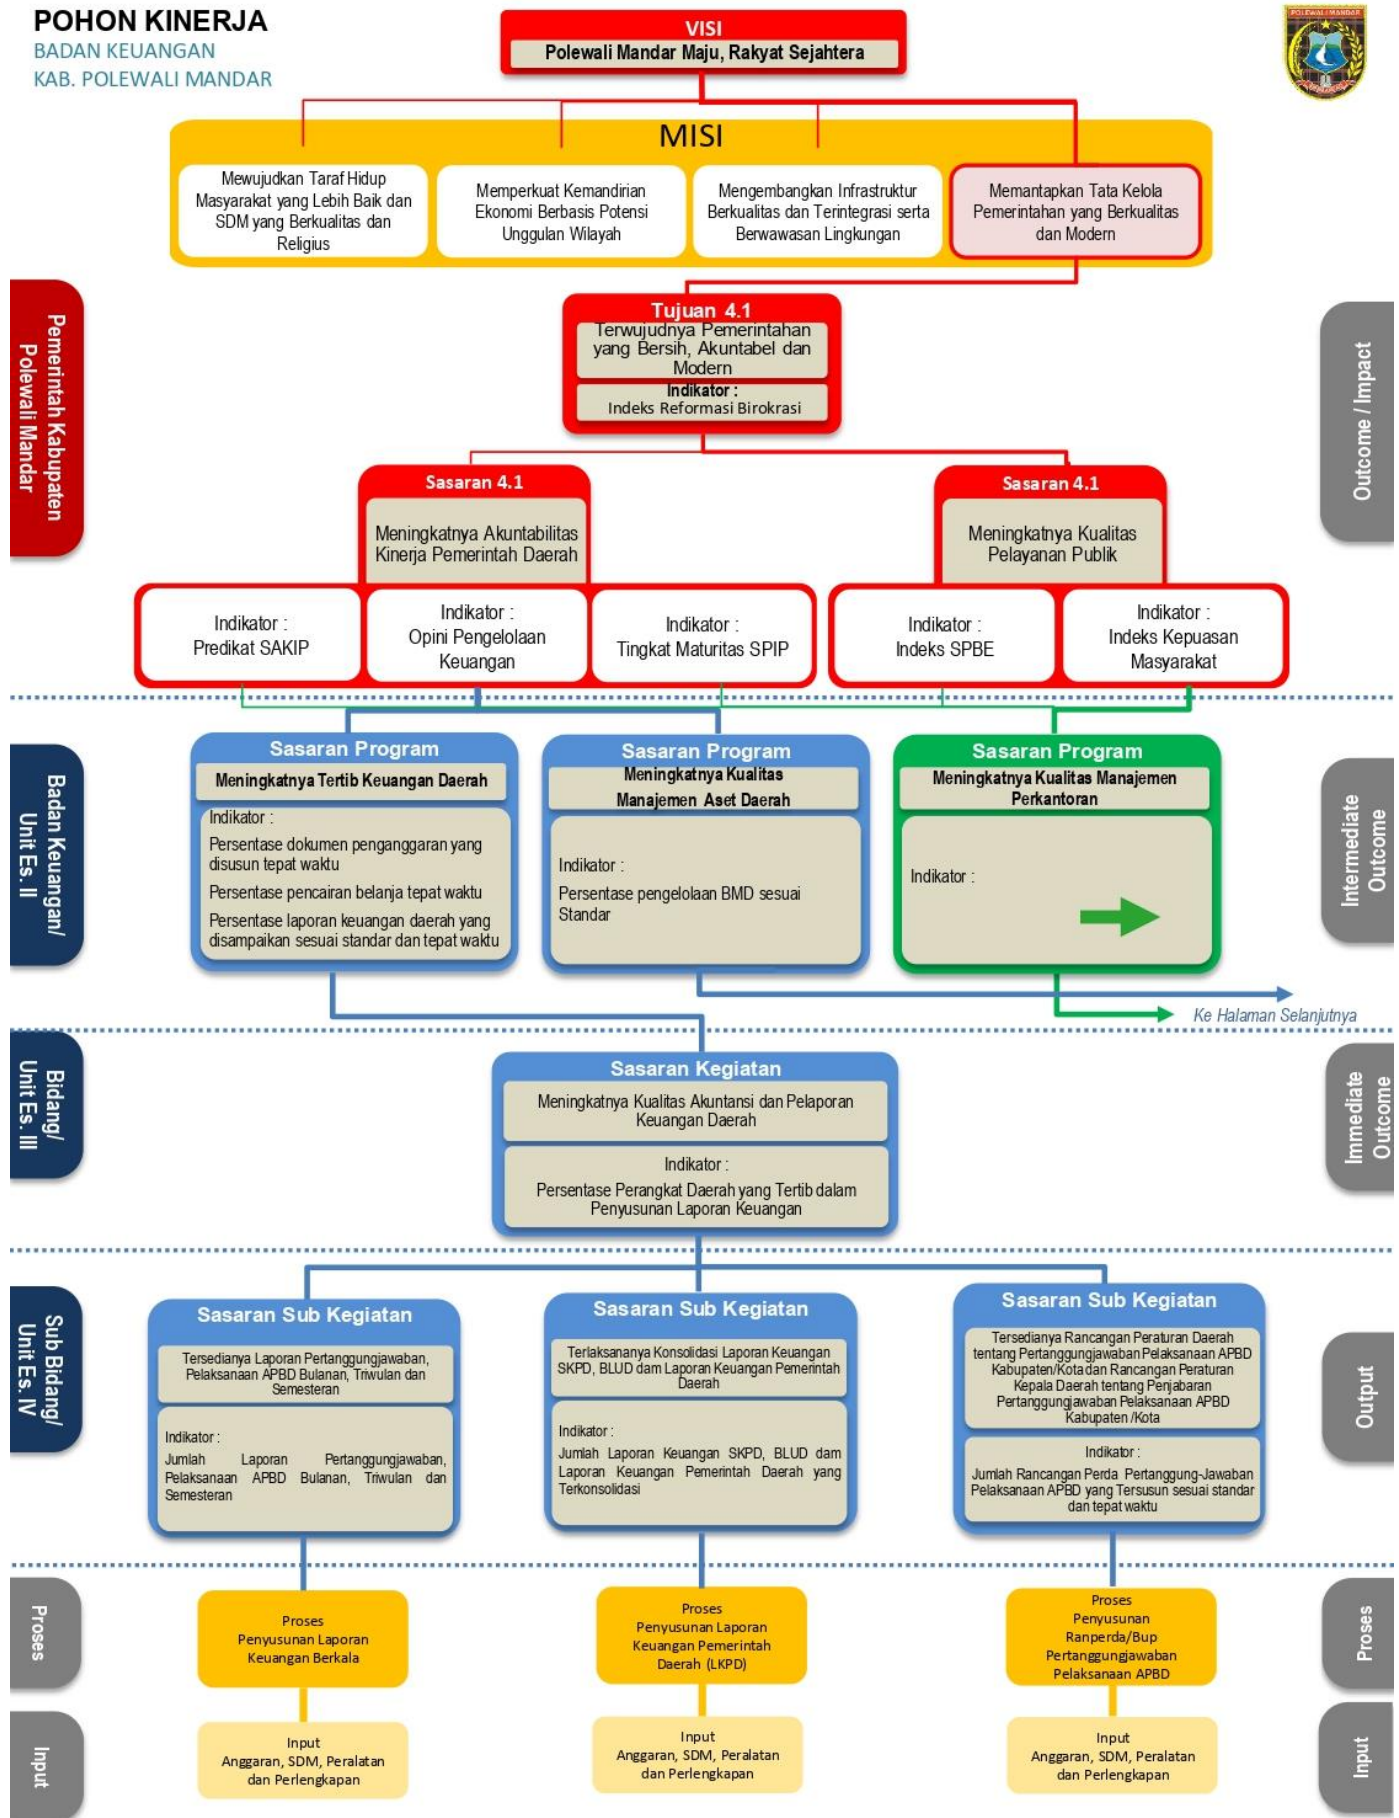 POHON KINERJA
BADAN KEUANGAN
KAB. POLEWALI MANDAR
VISI
Polewali Mandar Maju, Rakyat Sejahtera
POLEWALI MANDAR
MISI
Mewujudkan Taraf Hidup
Masyarakat yang Lebih Baik dan
SDM yang Berkualitas dan
Religius
Memperkuat Kemandirian
Ekonomi Berbasis Potensi
Unggulan Wilayah
Mengembangkan Infrastruktur
Berkualitas dan Terintegrasi serta
Berwawasan Lingkungan
Memantapkan Tata Kelola
Pemerintahan yang Berkualitas
dan Modern
Pemerintah Kabupaten
Polewali Mandar
Outcome / Impact
Tujuan 4.1
Terwujudnya Pemerintahan
yang Bersih, Akuntabel dan
Modern
Indikator :
Indeks Reformasi Birokrasi
Sasaran 4.1
Meningkatnya Akuntabilitas
Kinerja Pemerintah Daerah
Sasaran 4.1
Meningkatnya Kualitas
Pelayanan Publik
Indikator :
Predikat SAKIP
Indikator :
Opini Pengelolaan
Keuangan
Indikator :
Tingkat Maturitas SPIP
Indikator :
Indeks SPBE
Indikator :
Indeks Kepuasan
Masyarakat
Badan Keuangan/
Unit Es. II
Intermediate
Outcome
Sasaran Program
Meningkatnya Tertib Keuangan Daerah
Indikator :
Persentase dokumen penganggaran yang
disusun tepat waktu
Persentase pencairan belanja tepat waktu
Persentase laporan keuangan daerah yang
disampaikan sesuai standar dan tepat waktu
Sasaran Program
Meningkatnya Kualitas
Manajemen Aset Daerah
Indikator :
Persentase pengelolaan BMD sesuai
Standar
Sasaran Program
Meningkatnya Kualitas Manajemen
Perkantoran
Indikator :
Ke Halaman Selanjutnya
Bidang/
Unit Es. III
Immediate
Outcome
Sasaran Kegiatan
Meningkatnya Kualitas Akuntansi dan Pelaporan
Keuangan Daerah
Indikator :
Persentase Perangkat Daerah yang Tertib dalam
Penyusunan Laporan Keuangan
Sub Bidang/
Unit Es. IV
Output
Sasaran Sub Kegiatan
Tersedianya Laporan Pertanggungjawaban,
Pelaksanaan APBD Bulanan, Triwulan dan
Semesteran
Indikator :
Jumlah Laporan Pertanggungjawaban,
Pelaksanaan APBD Bulanan, Triwulan dan
Semesteran
Sasaran Sub Kegiatan
Terlaksananya Konsolidasi Laporan Keuangan
SKPD, BLUD dam Laporan Keuangan Pemerintah
Daerah
Indikator :
Jumlah Laporan Keuangan SKPD, BLUD dam
Laporan Keuangan Pemerintah Daerah yang
Terkonsolidasi
Sasaran Sub Kegiatan
Tersedianya Rancangan Peraturan Daerah
tentang Pertanggungjawaban Pelaksanaan APBD
Kabupaten/Kota dan Rancangan Peraturan
Kepala Daerah tentang Penjabaran
Pertanggungjawaban Pelaksanaan APBD
Kabupaten /Kota
Indikator :
Jumlah Rancangan Perda Pertanggung-Jawaban
Pelaksanaan APBD yang Tersusun sesuai standar
dan tepat waktu
Proses
Proses
Proses
Penyusunan Laporan
Keuangan Berkala
Proses
Penyusunan Laporan
Keuangan Pemerintah
Daerah (LKPD)
Proses
Penyusunan
Ranperda/Bup
Pertanggungjawaban
Pelaksanaan APBD
Input
Input
Input
Anggaran, SDM, Peralatan
dan Perlengkapan
Input
Anggaran, SDM, Peralatan
dan Perlengkapan
Input
Anggaran, SDM, Peralatan
dan Perlengkapan